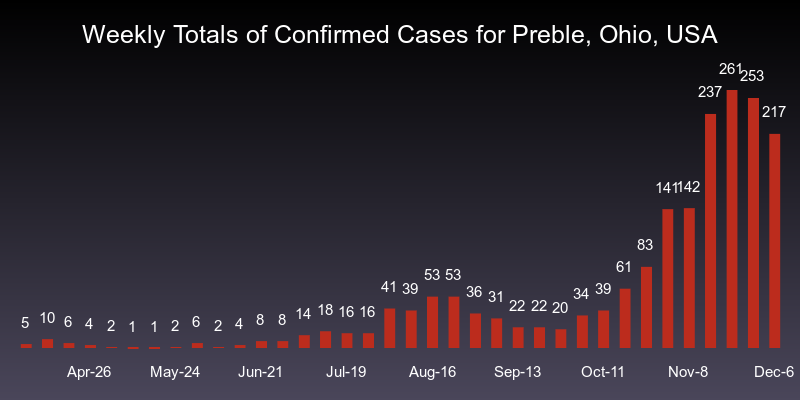 Weekly Totals of Confirmed Cases for Preble, Ohio, USA
5 10 6 4 2 1 1 2 6 2 4 8 8 14 18 16 16 41 39 53 53 36 31 22 22 20 34 39 61 83 141 142 237 261 253 217
Apr-26 May-24 Jun-21 Jul-19 Aug-16 Sep-13 Oct-11 Nov-8 Dec-6